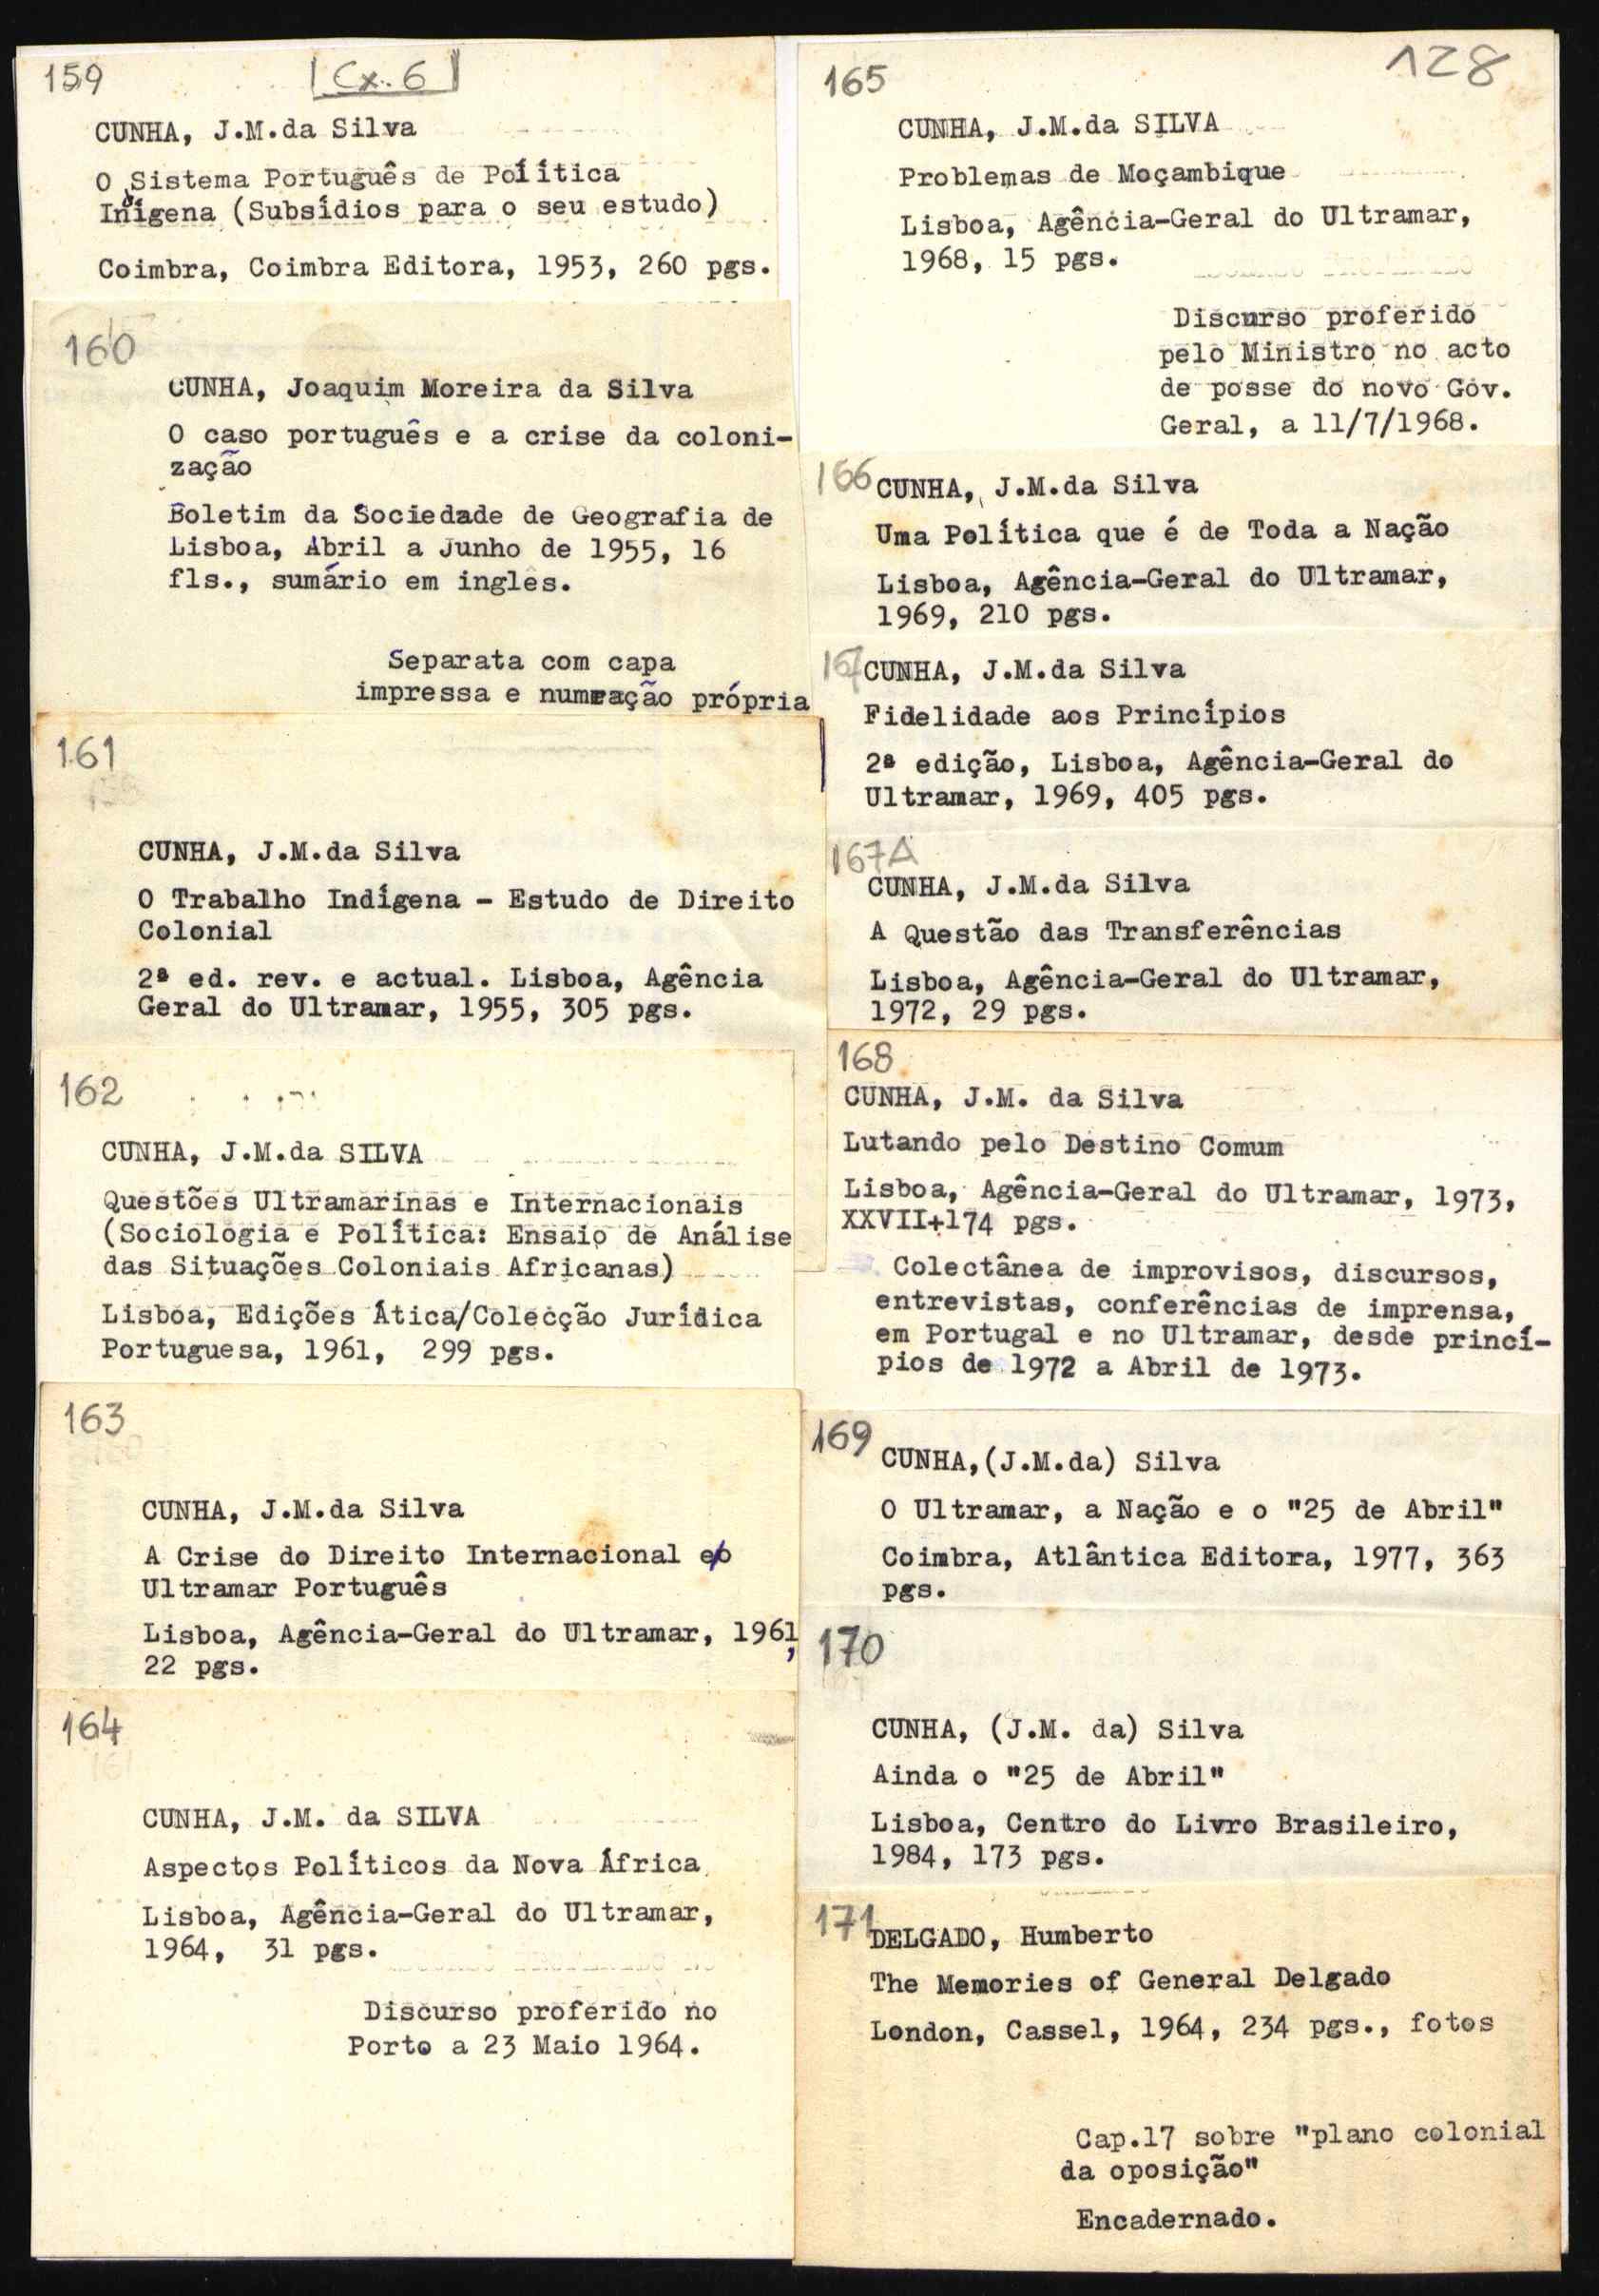 159
Cx. 6
CUNHA, J.M.da Silva
O Sistema Português de Política
Indígena (Subsídios para o seu estudo)
Coimbra, Coimbra Editora, 1953, 260 pgs.
160
CUNHA, Joaquim Moreira da Silva
O caso português e a crise da coloni-
zação
Boletim da Sociedade de Geografia de
Lisboa, Abril a Junho de 1955, 16
fls., sumário em inglês.
Separata com capa
impressa e numeração própria
161
CUNHA, J.M.da Silva
O Trabalho Indígena - Estudo de Direito
Colonial
2ª ed. rev. e actual. Lisboa, Agência
Geral do Ultramar, 1955, 305 pgs.
162
CUNHA, J.M.da SILVA
Questões Ultramarinas e Internacionais
(Sociologia e Política: Ensaio de Análise
das Situações Coloniais Africanas)
Lisboa, Edições Ática/Colecção Jurídica
Portuguesa, 1961, 299 pgs.
163
CUNHA, J.M.da Silva
A Crise do Direito Internacional e/o
Ultramar Português
Lisboa, Agência-Geral do Ultramar, 1961,
22 pgs.
164
CUNHA, J.M. da SILVA
Aspectos Políticos da Nova África
Lisboa, Agência-Geral do Ultramar,
1964, 31 pgs.
Discurso proferido no
Porto a 23 Maio 1964.
128
165
CUNHA, J.M.da SILVA
Problemas de Moçambique
Lisboa, Agência-Geral do Ultramar,
1968, 15 pgs.
Discurso proferido
pelo Ministro no acto
de posse do novo Gov.
Geral, a 11/7/1968.
166
CUNHA, J.M.da Silva
Uma Política que é de Toda a Nação
Lisboa, Agência-Geral do Ultramar,
1969, 210 pgs.
167
CUNHA, J.M.da Silva
Fidelidade aos Princípios
2ª edição, Lisboa, Agência-Geral do
Ultramar, 1969, 405 pgs.
167A
CUNHA, J.M.da Silva
A Questão das Transferências
Lisboa, Agência-Geral do Ultramar,
1972, 29 pgs.
168
CUNHA, J.M. da Silva
Lutando pelo Destino Comum
Lisboa, Agência-Geral do Ultramar, 1973,
XXVII+174 pgs.
Colectânea de improvisos, discursos,
entrevistas, conferências de imprensa,
em Portugal e no Ultramar, desde princí-
pios de 1972 a Abril de 1973.
169
CUNHA,(J.M.da) Silva
O Ultramar, a Nação e o "25 de Abril"
Coimbra, Atlântica Editora, 1977, 363
pgs.
170
CUNHA, (J.M. da) Silva
Ainda o "25 de Abril"
Lisboa, Centro do Livro Brasileiro,
1984, 173 pgs.
171
DELGADO, Humberto
The Memories of General Delgado
London, Cassel, 1964, 234 pgs., fotos
Cap.17 sobre "plano colonial
da oposição"
Encadernado.